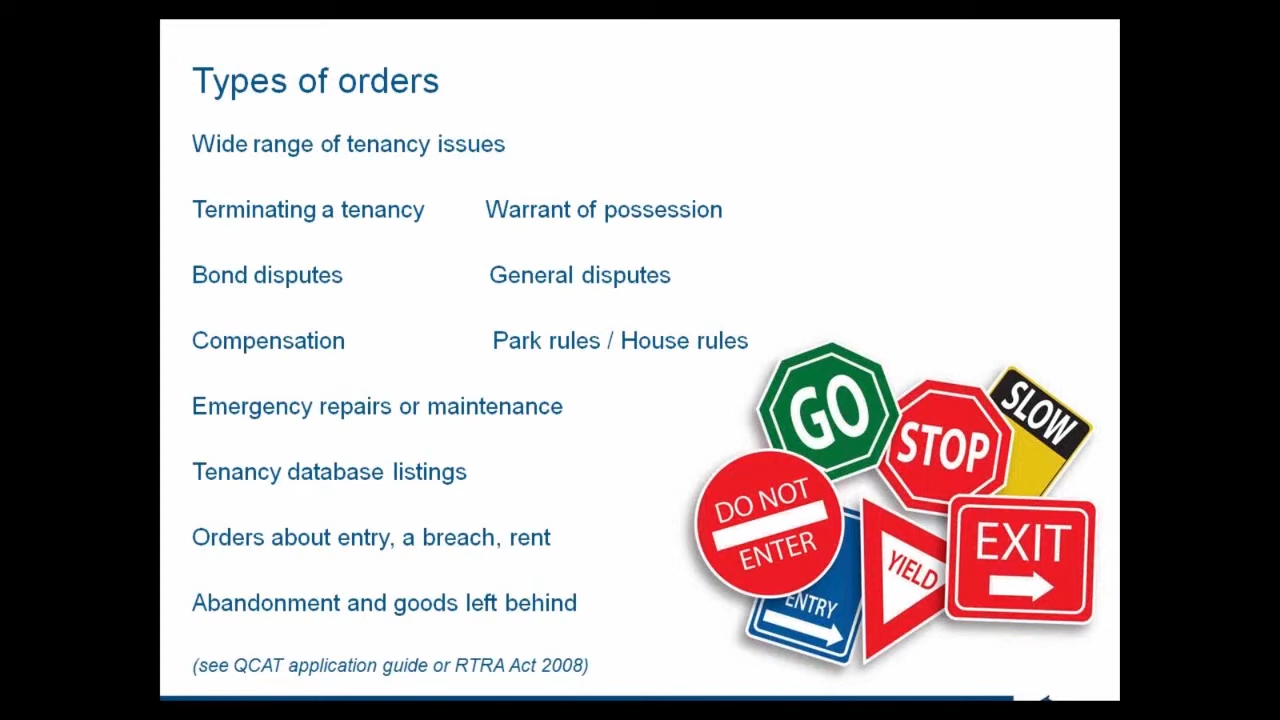 Types of orders
Wide range of tenancy issues
Terminating a tenancy Warrant of possession
Bond disputes General disputes
Compensation Park rules / House rules
Emergency repairs or maintenance
Tenancy database listings
Orders about entry, a breach, rent
Abandonment and goods left behind
(see QCAT application guide or RTRA Act 2008)
GO
STOP
SLOW
DO NOT
ENTER
YIELD
EXIT
ENTRY